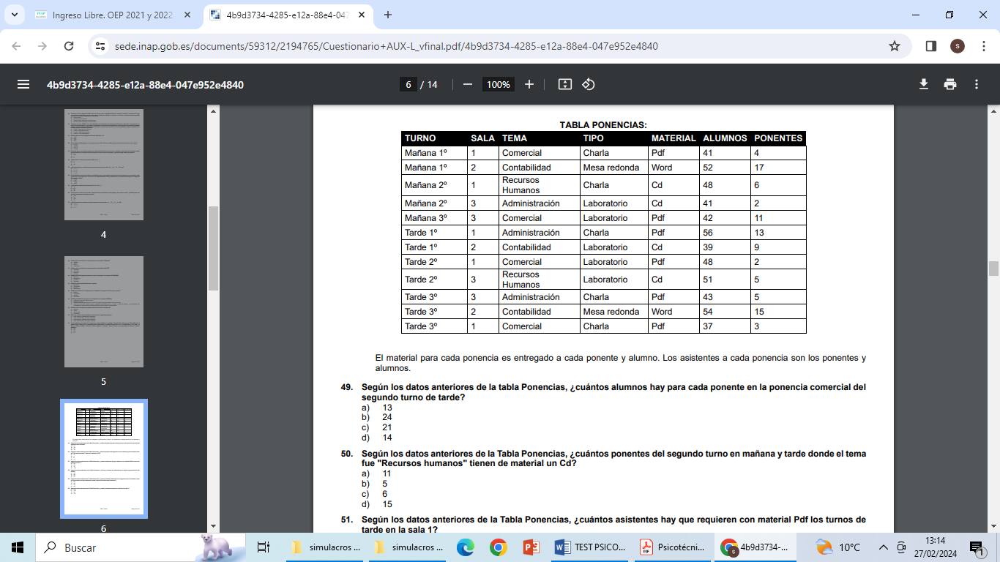 Ingreso Libre. OEP 2021 y 2022
4b9d3734-4285-e12a-88e4-047
sede.inap.gob.es/documents/59312/2194765/Cuestionario+AUX-L_vfinal.pdf/4b9d3734-4285-e12a-88e4-047e952e4840
s
4b9d3734-4285-e12a-88e4-047e952e4840
6 / 14
100%
4
5
6
TABLA PONENCIAS:
TURNO SALA TEMA TIPO MATERIAL ALUMNOS PONENTES
Mañana 1º 1 Comercial Charla Pdf 41 4
Mañana 1º 2 Contabilidad Mesa redonda Word 52 17
Mañana 2º 1 Recursos Humanos Charla Cd 48 6
Mañana 2º 3 Administración Laboratorio Cd 41 2
Mañana 3º 3 Comercial Laboratorio Pdf 42 11
Tarde 1º 1 Administración Charla Pdf 56 13
Tarde 1º 2 Contabilidad Laboratorio Cd 39 9
Tarde 2º 1 Comercial Laboratorio Pdf 48 2
Tarde 2º 3 Recursos Humanos Laboratorio Cd 51 5
Tarde 3º 3 Administración Charla Pdf 43 5
Tarde 3º 2 Contabilidad Mesa redonda Word 54 15
Tarde 3º 1 Comercial Charla Pdf 37 3
El material para cada ponencia es entregado a cada ponente y alumno. Los asistentes a cada ponencia son los ponentes y
alumnos.
49. Según los datos anteriores de la tabla Ponencias, ¿cuántos alumnos hay para cada ponente en la ponencia comercial del
segundo turno de tarde?
a) 13
b) 24
c) 21
d) 14
50. Según los datos anteriores de la Tabla Ponencias, ¿cuántos ponentes del segundo turno en mañana y tarde donde el tema
fue "Recursos humanos" tienen de material un Cd?
a) 11
b) 5
c) 6
d) 15
51. Según los datos anteriores de la Tabla Ponencias, ¿cuántos asistentes hay que requieren con material Pdf los turnos de
tarde en la sala 1?
Buscar
simulacros ...
simulacros ...
TEST PSICO...
Psicotécni...
4b9d3734-...
10°C
13:14
27/02/2024
1